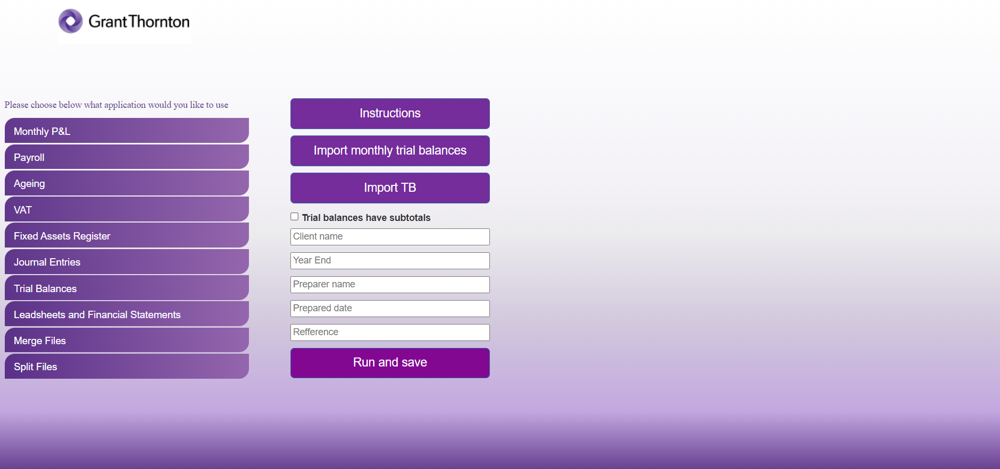 Grant Thornton
Please choose below what application would you like to use
Monthly P&L
Payroll
Ageing
VAT
Fixed Assets Register
Journal Entries
Trial Balances
Leadsheets and Financial Statements
Merge Files
Split Files
Instructions
Import monthly trial balances
Import TB
Trial balances have subtotals
Client name
Year End
Preparer name
Prepared date
Refference
Run and save